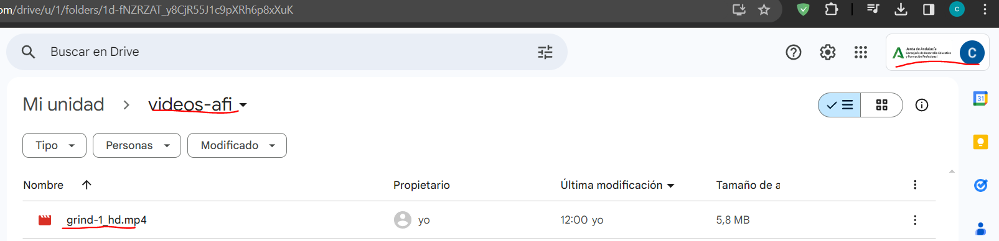 om/drive/u/1/folders/1d-fNZRZAT_y8CjR55J1c9pXRh6p8xXuK
C
Buscar en Drive
Junta de Andalucía
Consejería de Desarrollo Educativo
y Formación Profesional
C
Mi unidad > videos-afi
31
Tipo
Personas
Modificado
Nombre
Propietario
Última modificación
Tamaño de a
grind-1_hd.mp4
yo
12:00 yo
5,8 MB